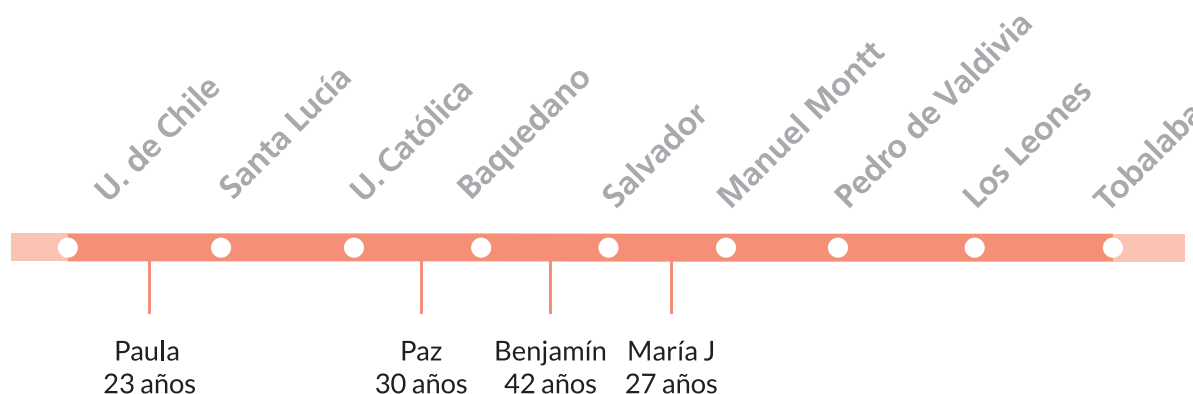 U. de Chile
Santa Lucía
U. Católica
Baquedano
Salvador
Manuel Montt
Pedro de Valdivia
Los Leones
Tobalaba
Paula
23 años
Paz
30 años
Benjamín
42 años
María J
27 años